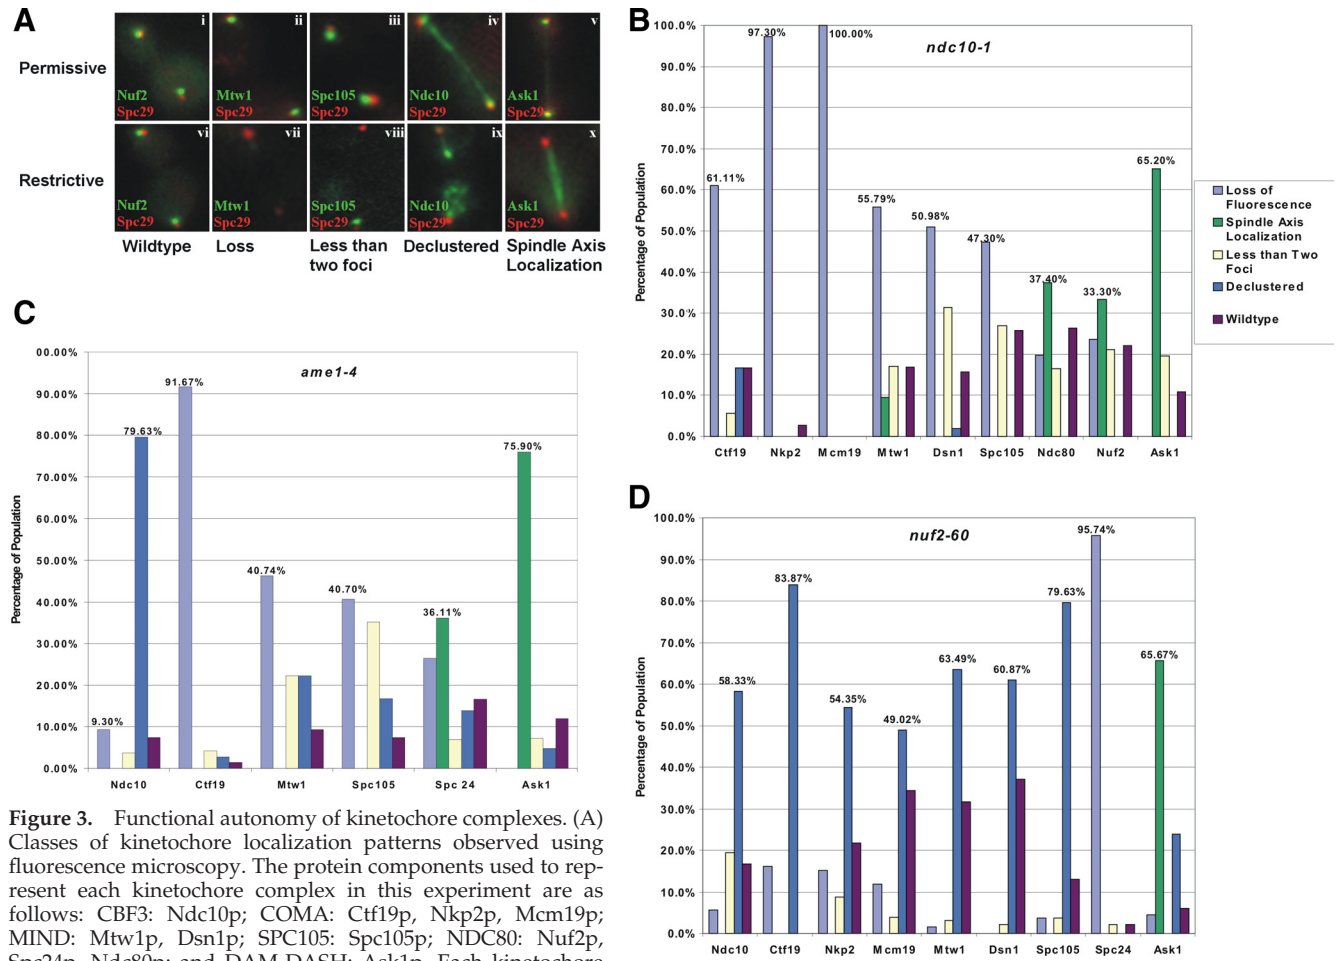 A
Permissive
Restrictive
i
Nuf2
Spc29
ii
Mtw1
Spc29
iii
Spc105
Spc29
iv
Ndc10
Spc29
v
Ask1
Spc29
vi
Nuf2
Spc29
vii
Mtw1
Spc29
viii
Spc105
Spc29
ix
Ndc10
Spc29
x
Ask1
Spc29
Wildtype
Loss
Less than
two foci
Declustered
Spindle Axis
Localization
B
ndc10-1
Percentage of Population
100.0%
90.0%
80.0%
70.0%
60.0%
50.0%
40.0%
30.0%
20.0%
10.0%
0.0%
61.11%
97.30%
100.00%
55.79%
50.98%
47.30%
37.40%
33.30%
65.20%
Ctf19 Nkp2 Mcm19 Mtw1 Dsn1 Spc105 Ndc80 Nuf2 Ask1
Loss of
Fluorescence
Spindle Axis
Localization
Less than Two
Foci
Declustered
Wildtype
C
ame1-4
Percentage of Population
00.00%
90.00%
80.00%
70.00%
60.00%
50.00%
40.00%
30.00%
20.00%
10.00%
0.00%
9.30%
79.63%
91.67%
40.74%
40.70%
36.11%
75.90%
Ndc10 Ctf19 Mtw1 Spc105 Spc 24 Ask1
D
nuf2-60
Percentage of Population
100.0%
90.0%
80.0%
70.0%
60.0%
50.0%
40.0%
30.0%
20.0%
10.0%
0.0%
58.33%
83.87%
54.35%
49.02%
63.49%
60.87%
79.63%
95.74%
65.67%
Ndc10 Ctf19 Nkp2 Mcm19 Mtw1 Dsn1 Spc105 Spc24 Ask1
Figure 3. Functional autonomy of kinetochore complexes. (A)
Classes of kinetochore localization patterns observed using
fluorescence microscopy. The protein components used to rep-
resent each kinetochore complex in this experiment are as
follows: CBF3: Ndc10p; COMA: Ctf19p, Nkp2p, Mcm19p;
MIND: Mtw1p, Dsn1p; SPC105: Spc105p; NDC80: Nuf2p,
Spc24p, Ndc80p; and DAM-DASH: Ask1p. Each kinetochore